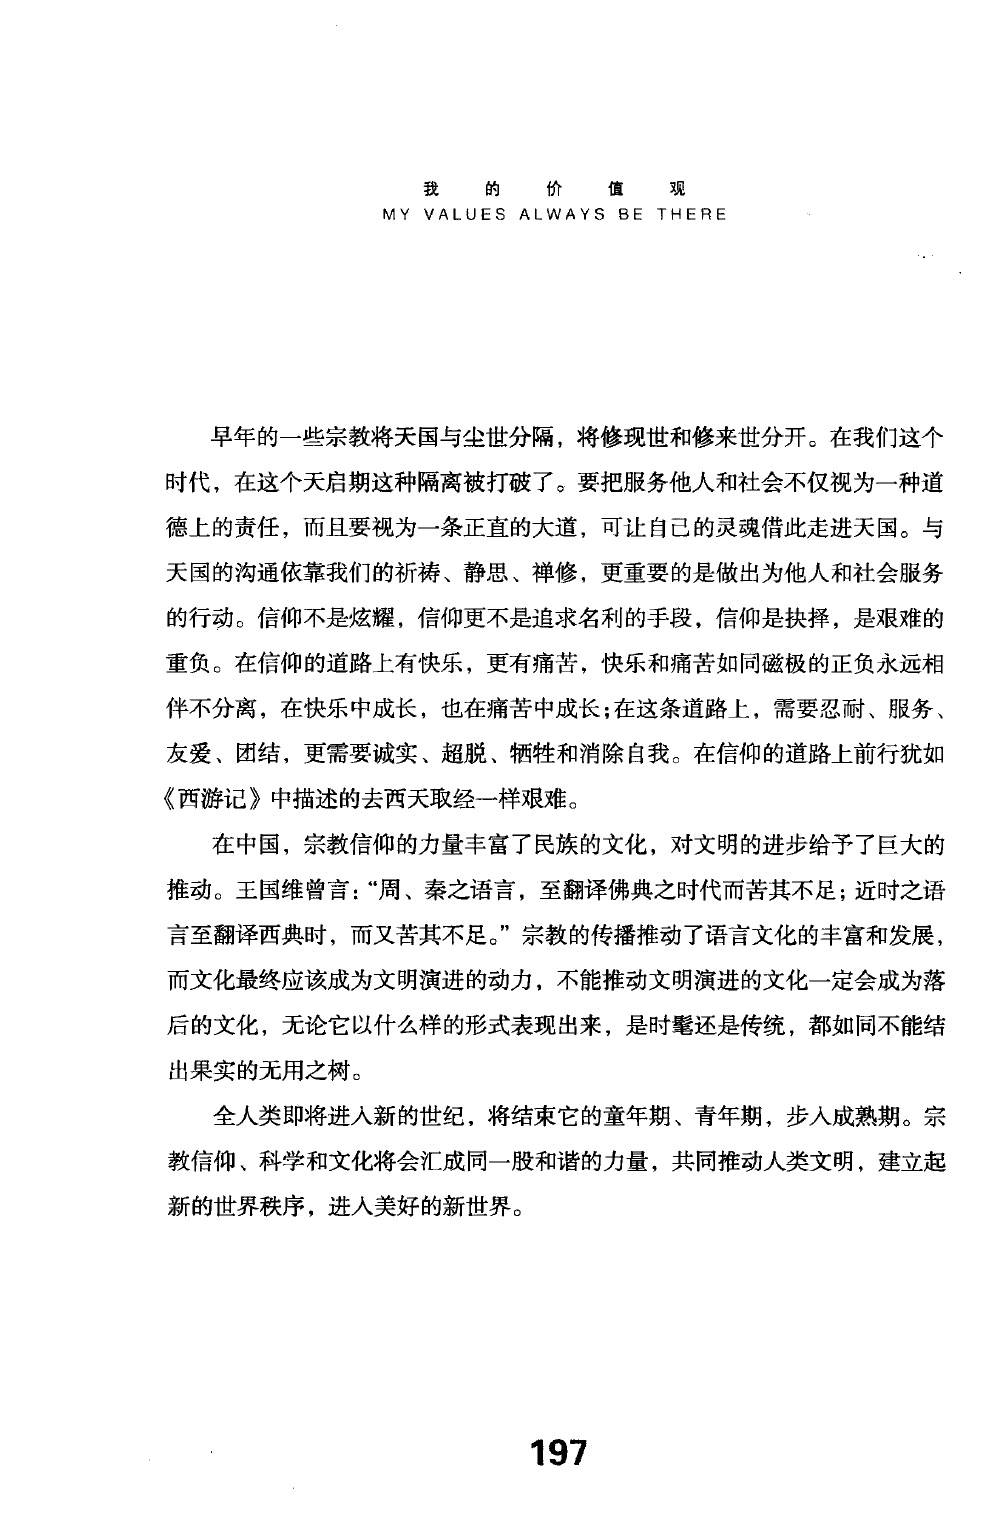 我的价值观
MY VALUES ALWAYS BE THERE
早年的一些宗教将天国与尘世分隔，将修现世和修来世分开。在我们这个
时代，在这个天启期这种隔离被打破了。要把服务他人和社会不仅视为一种道
德上的责任，而且要视为一条正直的大道，可让自己的灵魂借此走进天国。与
天国的沟通依靠我们的祈祷、静思、禅修，更重要的是做出为他人和社会服务
的行动。信仰不是炫耀，信仰更不是追求名利的手段，信仰是抉择，是艰难的
重负。在信仰的道路上有快乐，更有痛苦，快乐和痛苦如同磁极的正负永远相
伴不分离，在快乐中成长，也在痛苦中成长；在这条道路上，需要忍耐、服务、
友爱、团结，更需要诚实、超脱、牺牲和消除自我。在信仰的道路上前行犹如
《西游记》中描述的去西天取经一样艰难。
在中国，宗教信仰的力量丰富了民族的文化，对文明的进步给予了巨大的
推动。王国维曾言：“周、秦之语言，至翻译佛典之时代而苦其不足；近时之语
言至翻译西典时，而又苦其不足。”宗教的传播推动了语言文化的丰富和发展，
而文化最终应该成为文明演进的动力，不能推动文明演进的文化一定会成为落
后的文化，无论它以什么样的形式表现出来，是时髦还是传统，都如同不能结
出果实的无用之树。
全人类即将进入新的世纪，将结束它的童年期、青年期，步入成熟期。宗
教信仰、科学和文化将会汇成同一股和谐的力量，共同推动人类文明，建立起
新的世界秩序，进入美好的新世界。
197